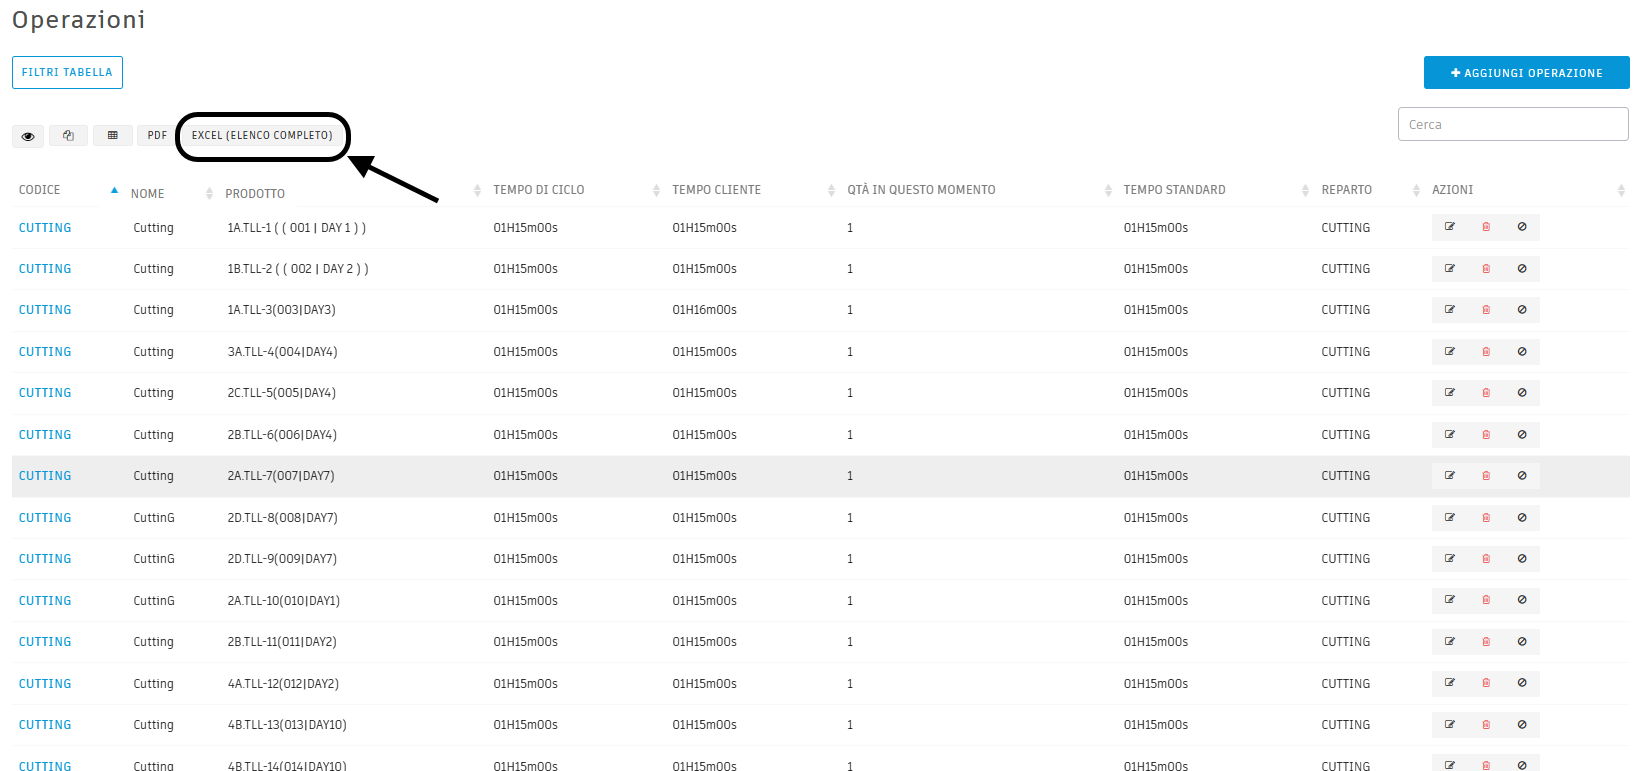 Operazioni
FILTRI TABELLA
AGGIUNGI OPERAZIONE
PDF EXCEL (ELENCO COMPLETO)
Cerca
CODICE NOME PRODOTTO TEMPO DI CICLO TEMPO CLIENTE QTÀ IN QUESTO MOMENTO TEMPO STANDARD REPARTO AZIONI
CUTTING Cutting 1A.TLL-1 ( ( 001 | DAY 1 ) ) 01H15m00s 01H15m00s 1 01H15m00s CUTTING
CUTTING Cutting 1B.TLL-2 ( ( 002 | DAY 2 ) ) 01H15m00s 01H15m00s 1 01H15m00s CUTTING
CUTTING Cutting 1A.TLL-3(003|DAY3) 01H15m00s 01H16m00s 1 01H15m00s CUTTING
CUTTING Cutting 3A.TLL-4(004|DAY4) 01H15m00s 01H15m00s 1 01H15m00s CUTTING
CUTTING Cutting 2C.TLL-5(005|DAY4) 01H15m00s 01H15m00s 1 01H15m00s CUTTING
CUTTING Cutting 2B.TLL-6(006|DAY4) 01H15m00s 01H15m00s 1 01H15m00s CUTTING
CUTTING Cutting 2A.TLL-7(007|DAY7) 01H15m00s 01H15m00s 1 01H15m00s CUTTING
CUTTING CuttinG 2D.TLL-8(008|DAY7) 01H15m00s 01H15m00s 1 01H15m00s CUTTING
CUTTING CuttinG 2D.TLL-9(009|DAY7) 01H15m00s 01H15m00s 1 01H15m00s CUTTING
CUTTING CuttinG 2A.TLL-10(010|DAY1) 01H15m00s 01H15m00s 1 01H15m00s CUTTING
CUTTING Cutting 2B.TLL-11(011|DAY2) 01H15m00s 01H15m00s 1 01H15m00s CUTTING
CUTTING Cutting 4A.TLL-12(012|DAY2) 01H15m00s 01H15m00s 1 01H15m00s CUTTING
CUTTING Cutting 4B.TLL-13(013|DAY10) 01H15m00s 01H15m00s 1 01H15m00s CUTTING
CUTTING Cutting 4B.TLL-14(014|DAY10) 01H15m00s 01H15m00s 1 01H15m00s CUTTING